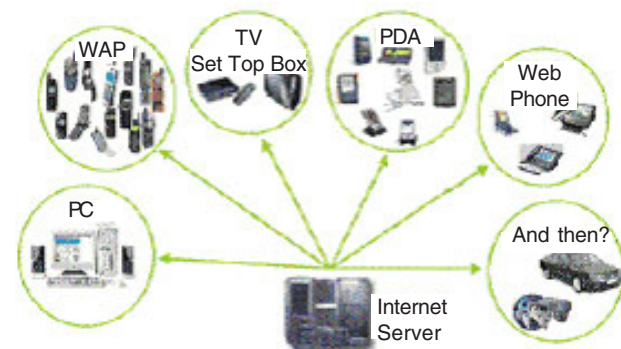 WAP
TV
Set Top Box
PDA
Web
Phone
PC
And then?
Internet
Server